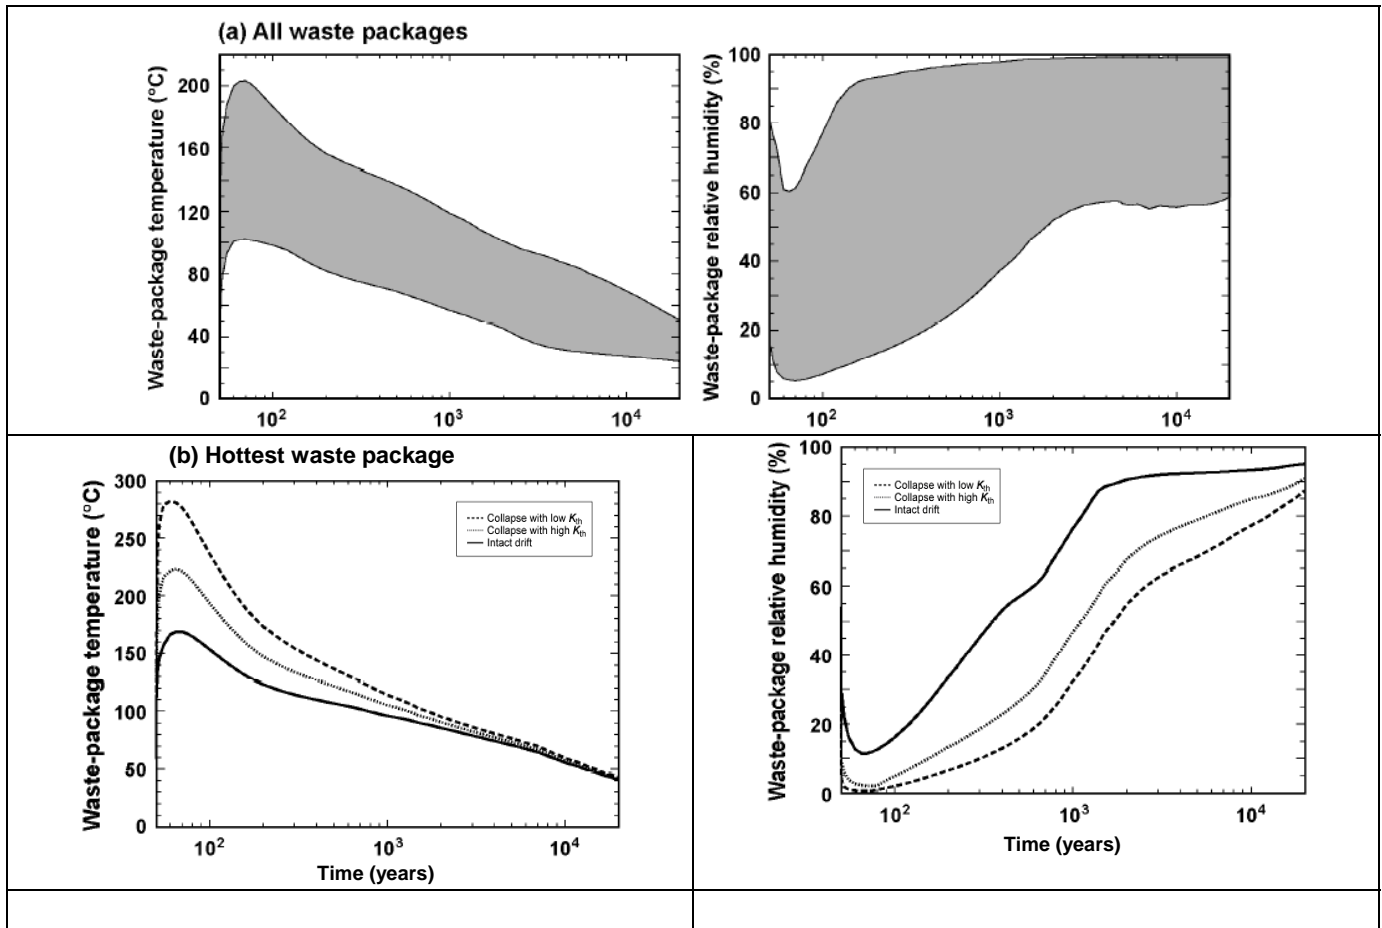 (a) All waste packages
Waste-package temperature (°C)
200
160
120
80
40
0
10²
10³
10⁴
Waste-package relative humidity (%)
100
80
60
40
20
0
10²
10³
10⁴
(b) Hottest waste package
Waste-package temperature (°C)
300
250
200
150
100
50
0
Collapse with low Kth
Collapse with high Kth
Intact drift
10²
10³
10⁴
Time (years)
Waste-package relative humidity (%)
100
80
60
40
20
0
Collapse with low Kth
Collapse with high Kth
Intact drift
10²
10³
10⁴
Time (years)